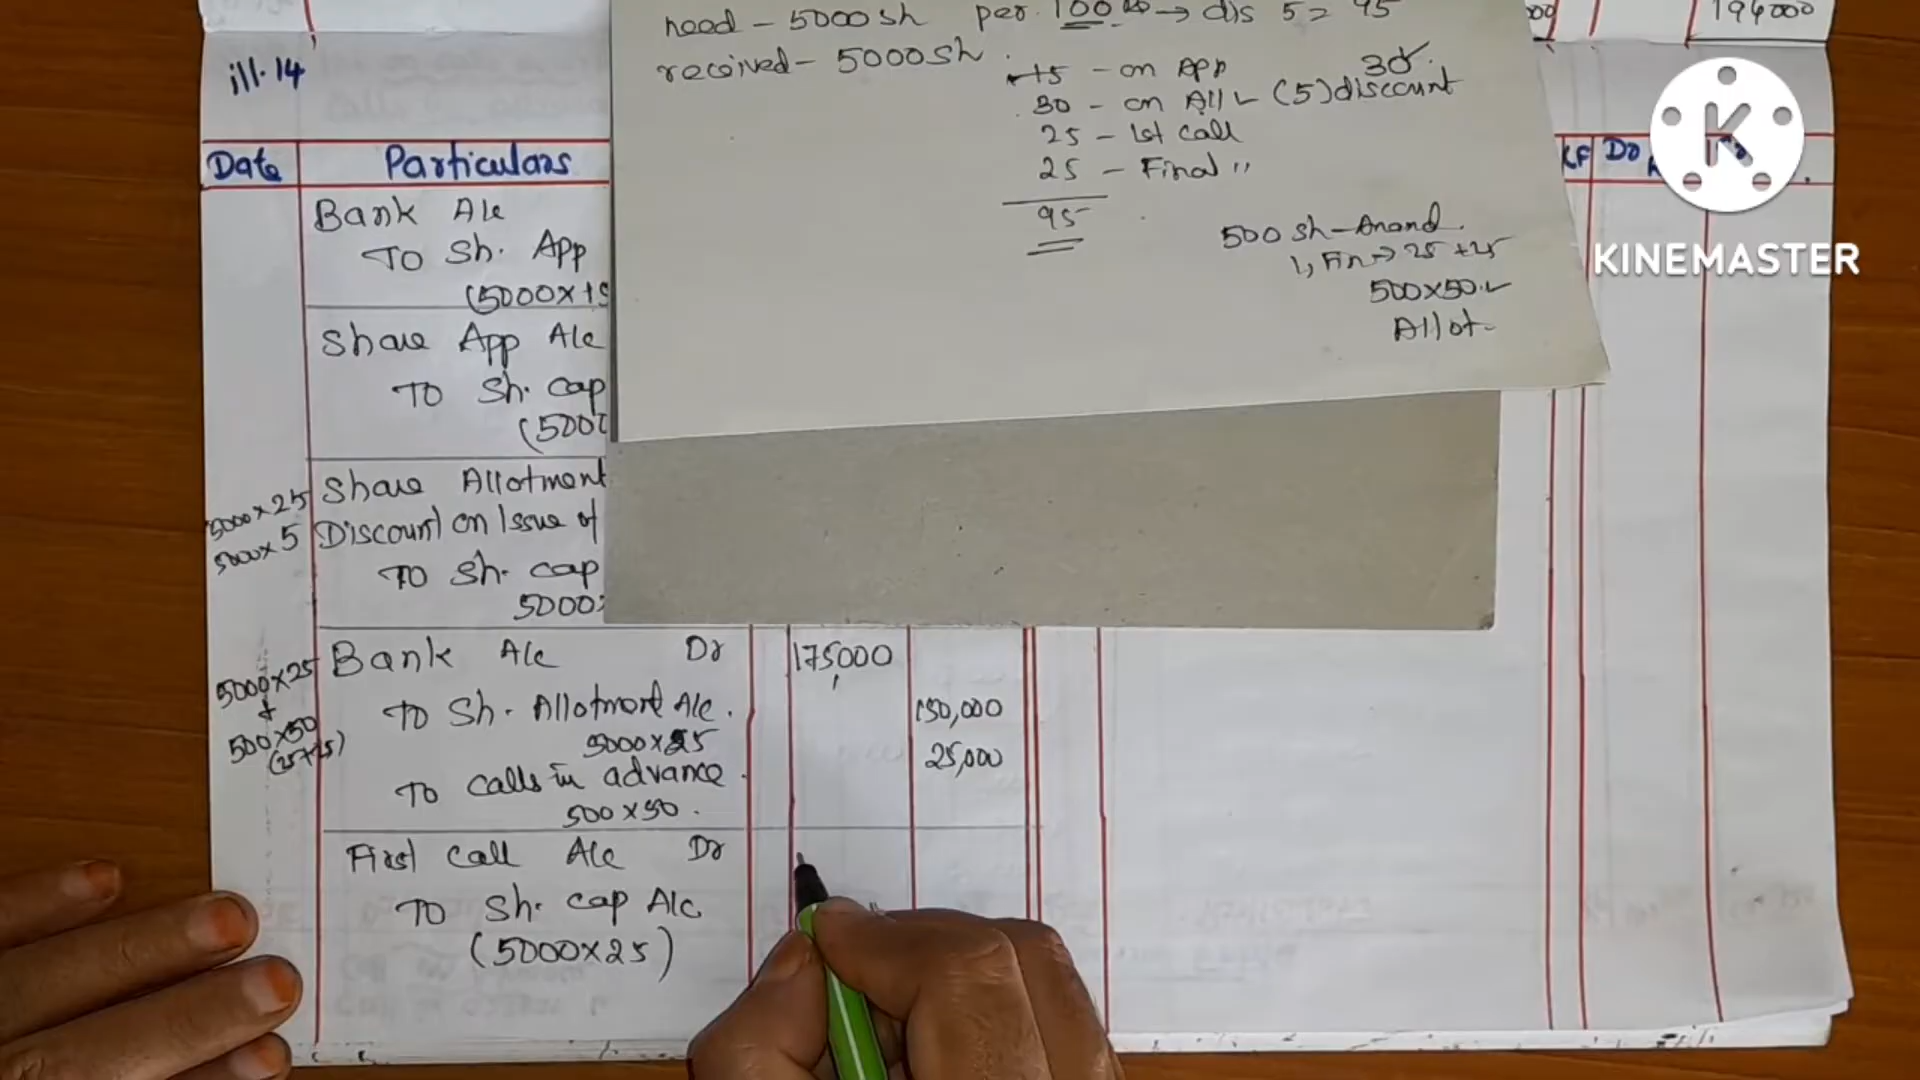 need - 5000 sh per 100 → dis 5 = 95
received - 5000 sh
15 - on App
30 - on All (5) discount
30
25 - 1st call
25 - Final "
95
500 sh - Anand
1, Fin → 25 + 25
500 x 50
Allot
194000
ill. 14
Date Particulars
LF Dr
Bank A/c
To Sh. App
(5000 x 15
Share App A/c
To Sh. cap
(5000
Share Allotment
5000 x 25
Discount on Issue of
5000 x 5
To Sh. cap
5000x
Bank A/c Dr 175000
5000 x 25
+
500 x 50
(25+25)
To Sh. Allotment A/c. 150,000
5000 x 25
To calls in advance 25,000
500 x 50.
First call A/c Dr
To Sh. cap A/c
(5000 x 25)
K
KINEMASTER